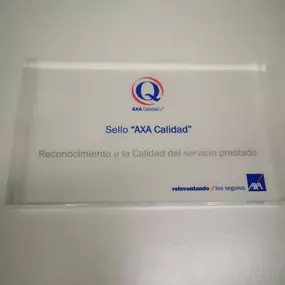 Q
AXA Calidad /
Sello "AXA Calidad"
Reconocimiento a la Calidad del servicio prestado
reinventando / los seguros AXA